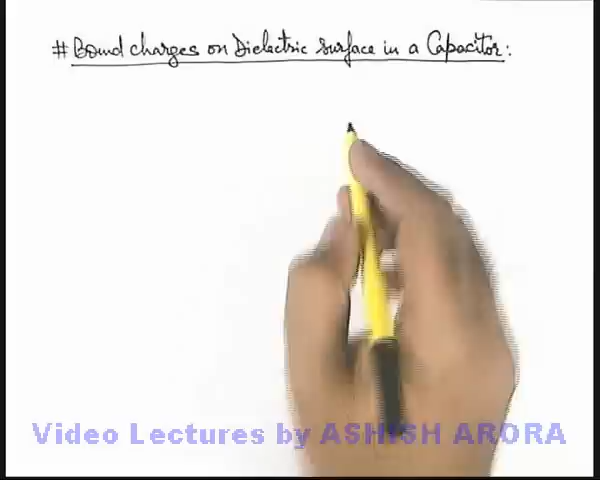 # Bound charges on Dielectric surface in a Capacitor:
Video Lectures by ASHISH ARORA